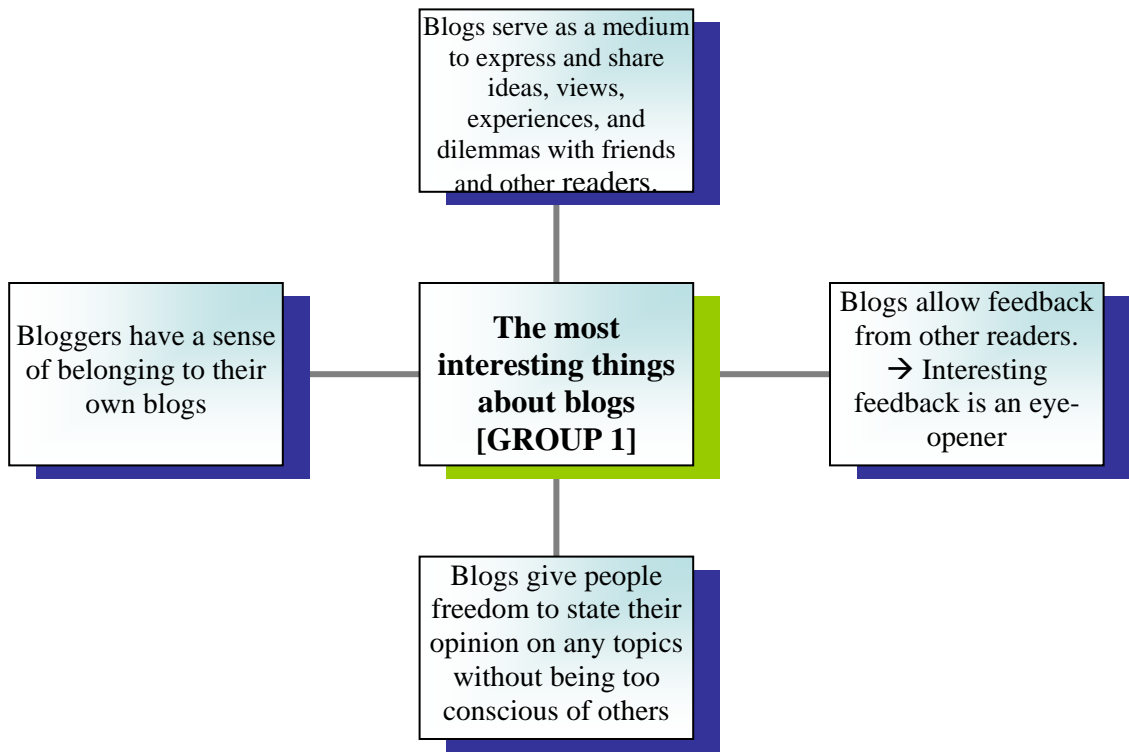 Blogs serve as a medium
to express and share
ideas, views,
experiences, and
dilemmas with friends
and other readers.
Bloggers have a sense
of belonging to their
own blogs
The most
interesting things
about blogs
[GROUP 1]
Blogs allow feedback
from other readers.
→ Interesting
feedback is an eye-
opener
Blogs give people
freedom to state their
opinion on any topics
without being too
conscious of others